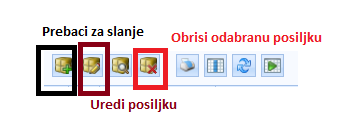 Prebaci za slanje
Obrisi odabranu posiljku
Uredi posiljku